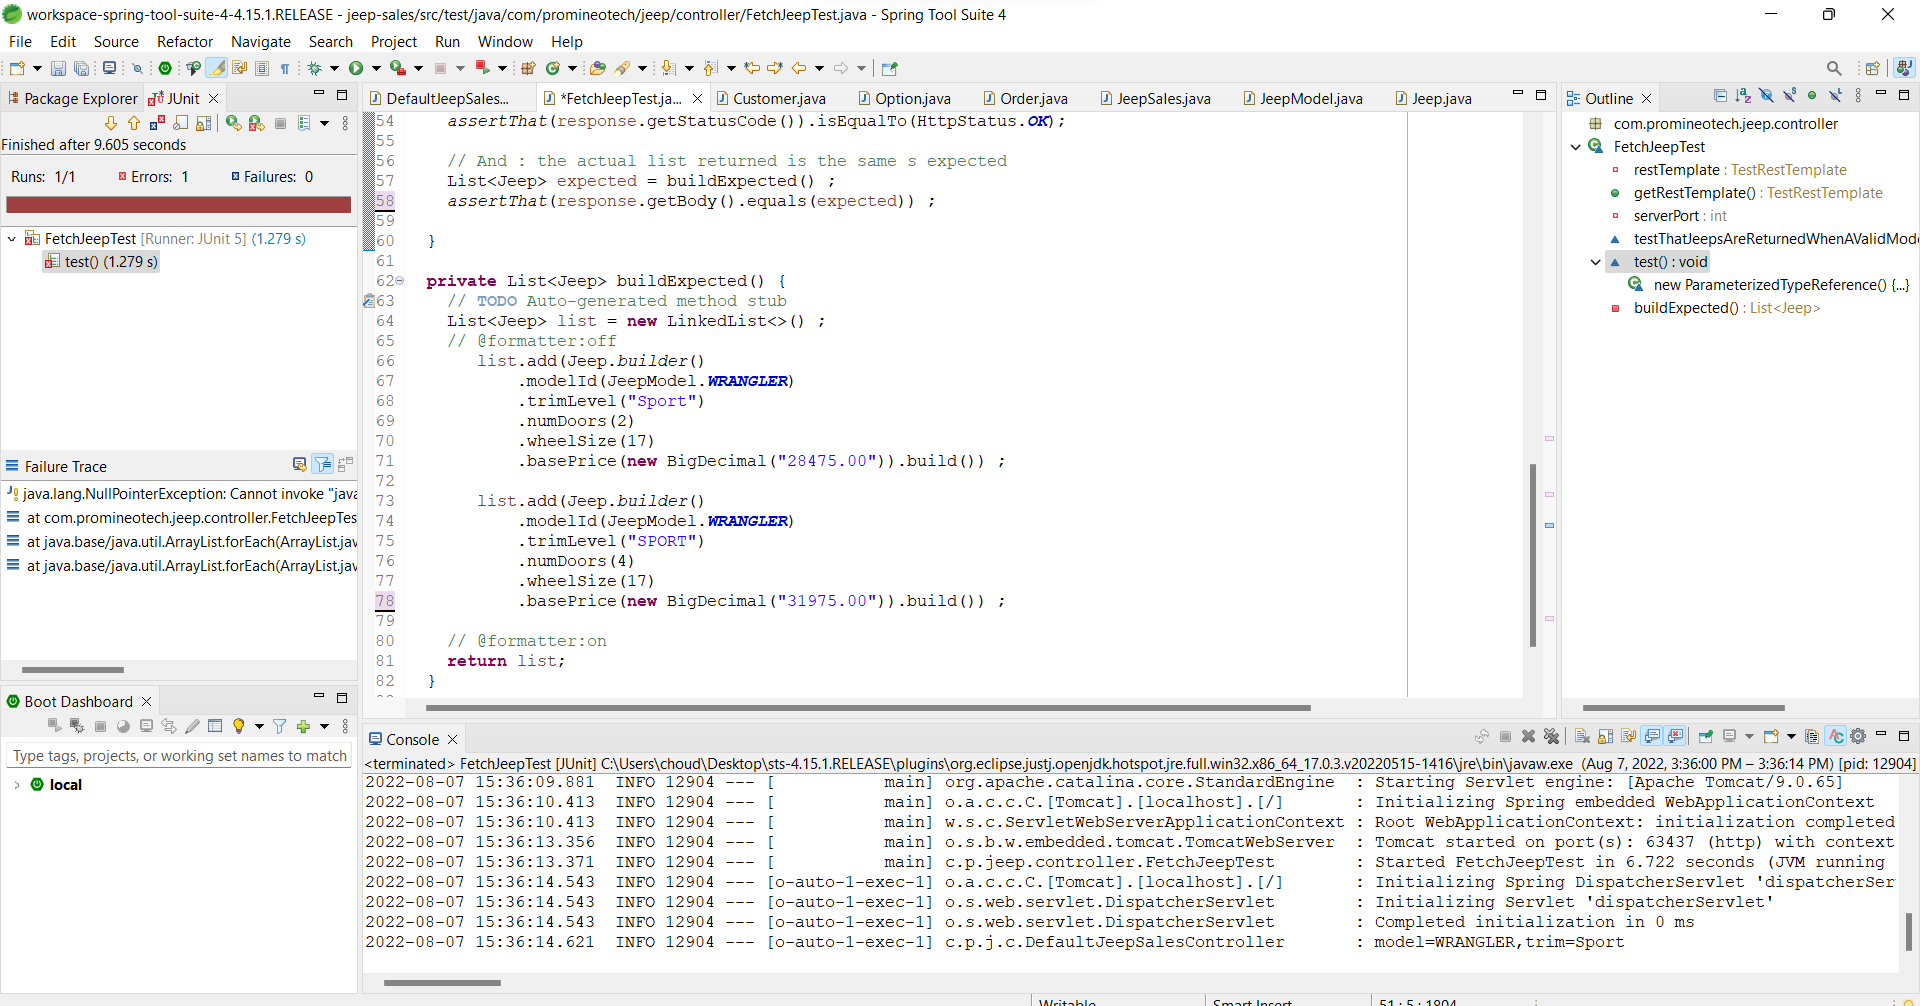 workspace-spring-tool-suite-4-4.15.1.RELEASE - jeep-sales/src/test/java/com/promineotech/jeep/controller/FetchJeepTest.java - Spring Tool Suite 4
File Edit Source Refactor Navigate Search Project Run Window Help
Package Explorer JUnit
Finished after 9.605 seconds
Runs: 1/1 Errors: 1 Failures: 0
FetchJeepTest [Runner: JUnit 5] (1.279 s)
test() (1.279 s)
Failure Trace
java.lang.NullPointerException: Cannot invoke "java
at com.promineotech.jeep.controller.FetchJeepTes
at java.base/java.util.ArrayList.forEach(ArrayList.jav
at java.base/java.util.ArrayList.forEach(ArrayList.jav
Boot Dashboard
Type tags, projects, or working set names to match
local
DefaultJeepSales... *FetchJeepTest.ja... Customer.java Option.java Order.java JeepSales.java JeepModel.java Jeep.java
54 assertThat(response.getStatusCode()).isEqualTo(HttpStatus.OK);
55
56 // And : the actual list returned is the same s expected
57 List<Jeep> expected = buildExpected() ;
58 assertThat(response.getBody().equals(expected)) ;
59
60 }
61
62 private List<Jeep> buildExpected() {
63 // TODO Auto-generated method stub
64 List<Jeep> list = new LinkedList<>() ;
65 // @formatter:off
66 list.add(Jeep.builder()
67 .modelId(JeepModel.WRANGLER)
68 .trimLevel("Sport")
69 .numDoors(2)
70 .wheelSize(17)
71 .basePrice(new BigDecimal("28475.00")).build()) ;
72
73 list.add(Jeep.builder()
74 .modelId(JeepModel.WRANGLER)
75 .trimLevel("SPORT")
76 .numDoors(4)
77 .wheelSize(17)
78 .basePrice(new BigDecimal("31975.00")).build()) ;
79
80 // @formatter:on
81 return list;
82 }
Outline
com.promineotech.jeep.controller
FetchJeepTest
restTemplate : TestRestTemplate
getRestTemplate() : TestRestTemplate
serverPort : int
testThatJeepsAreReturnedWhenAValidMod
test() : void
new ParameterizedTypeReference() {...}
buildExpected() : List<Jeep>
Console
<terminated> FetchJeepTest [JUnit] C:\Users\choud\Desktop\sts-4.15.1.RELEASE\plugins\org.eclipse.justj.openjdk.hotspot.jre.full.win32.x86_64_17.0.3.v20220515-1416\jre\bin\javaw.exe (Aug 7, 2022, 3:36:00 PM – 3:36:14 PM) [pid: 12904]
2022-08-07 15:36:09.881 INFO 12904 --- [ main] org.apache.catalina.core.StandardEngine : Starting Servlet engine: [Apache Tomcat/9.0.65]
2022-08-07 15:36:10.413 INFO 12904 --- [ main] o.a.c.c.C.[Tomcat].[localhost].[/] : Initializing Spring embedded WebApplicationContext
2022-08-07 15:36:10.413 INFO 12904 --- [ main] w.s.c.ServletWebServerApplicationContext : Root WebApplicationContext: initialization completed
2022-08-07 15:36:13.356 INFO 12904 --- [ main] o.s.b.w.embedded.tomcat.TomcatWebServer : Tomcat started on port(s): 63437 (http) with context
2022-08-07 15:36:13.371 INFO 12904 --- [ main] c.p.jeep.controller.FetchJeepTest : Started FetchJeepTest in 6.722 seconds (JVM running
2022-08-07 15:36:14.543 INFO 12904 --- [o-auto-1-exec-1] o.a.c.c.C.[Tomcat].[localhost].[/] : Initializing Spring DispatcherServlet 'dispatcherSer
2022-08-07 15:36:14.543 INFO 12904 --- [o-auto-1-exec-1] o.s.web.servlet.DispatcherServlet : Initializing Servlet 'dispatcherServlet'
2022-08-07 15:36:14.543 INFO 12904 --- [o-auto-1-exec-1] o.s.web.servlet.DispatcherServlet : Completed initialization in 0 ms
2022-08-07 15:36:14.621 INFO 12904 --- [o-auto-1-exec-1] c.p.j.c.DefaultJeepSalesController : model=WRANGLER,trim=Sport
Writable Smart Insert 51 : 5 : 1804